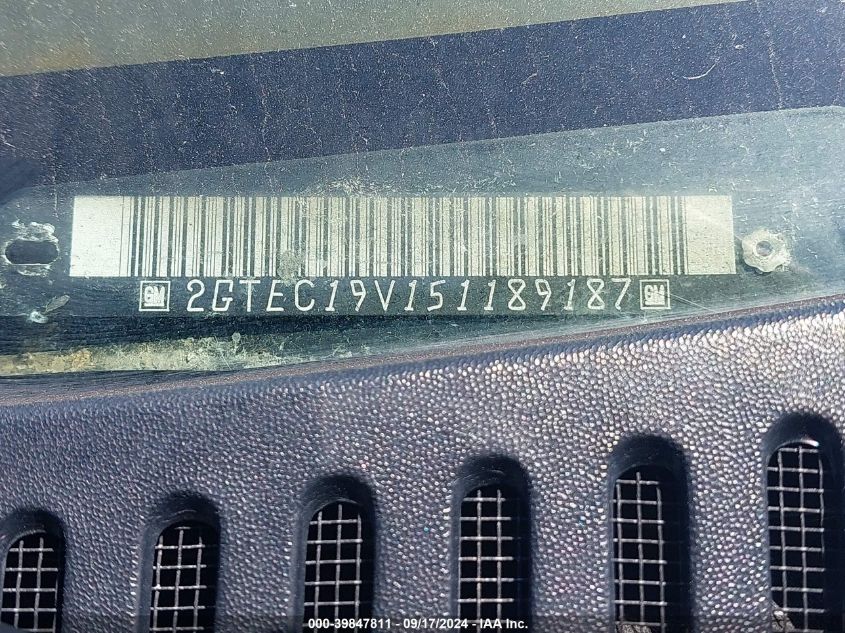 GM 2GTEC19V151189187 GM
000-39847811 - 09/17/2024 - IAA Inc.